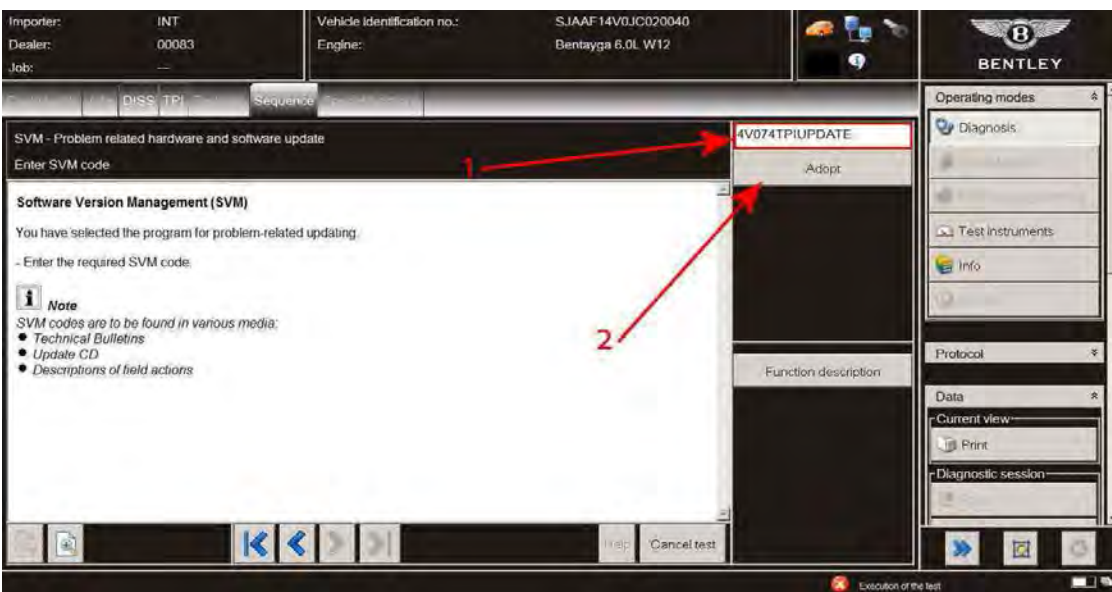 Importer: INT
Dealer: 00083
Job: ---
Vehicle identification no.: SJAAF14V0JC020040
Engine: Bentayga 6.0L W12
BENTLEY
DISS TPI Sequence
SVM - Problem related hardware and software update
Enter SVM code
1
4V074TPIUPDATE
Adopt
Software Version Management (SVM)
You have selected the program for problem-related updating.
- Enter the required SVM code.
Note
SVM codes are to be found in various media:
Technical Bulletins
Update CD
Descriptions of field actions
2
Function description
Cancel test
Operating modes
Diagnosis
Test instruments
Info
Protocol
Data
Current view
Print
Diagnostic session
Execution of the test